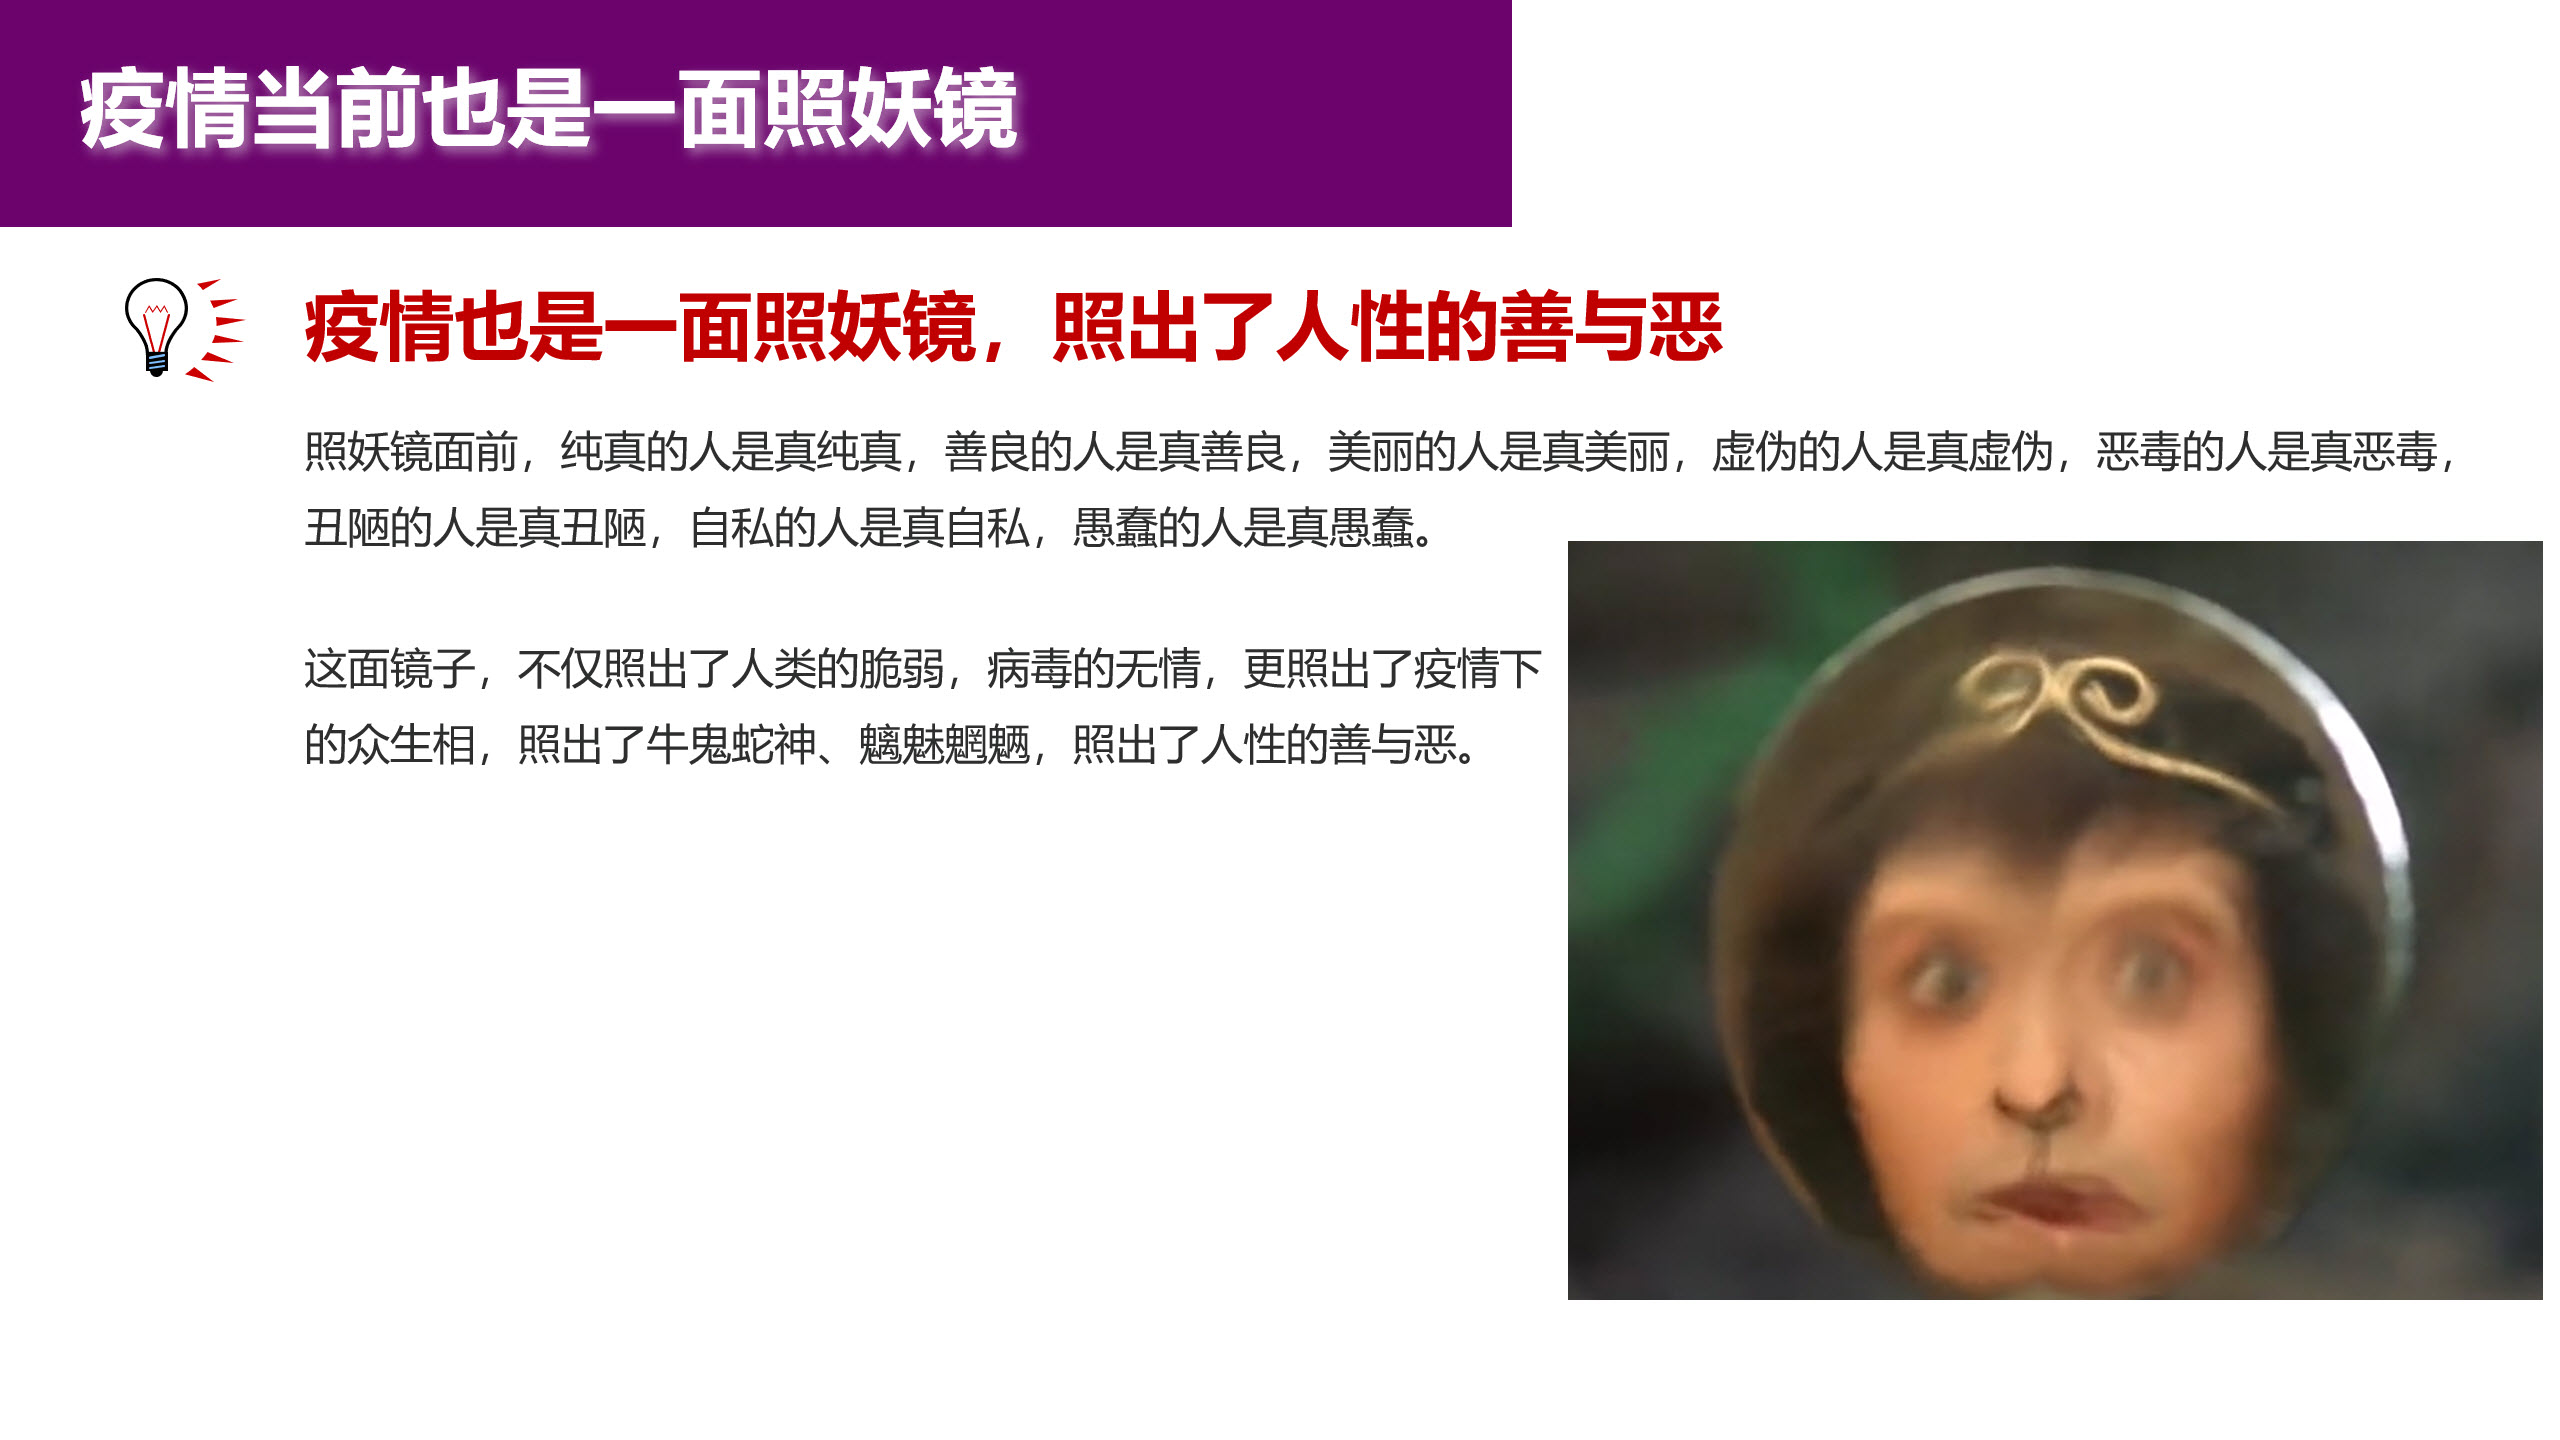 疫情当前也是一面照妖镜
疫情也是一面照妖镜，照出了人性的善与恶
照妖镜面前，纯真的人是真纯真，善良的人是真善良，美丽的人是真美丽，虚伪的人是真虚伪，恶毒的人是真恶毒，
丑陋的人是真丑陋，自私的人是真自私，愚蠢的人是真愚蠢。
这面镜子，不仅照出了人类的脆弱，病毒的无情，更照出了疫情下
的众生相，照出了牛鬼蛇神、魑魅魍魉，照出了人性的善与恶。